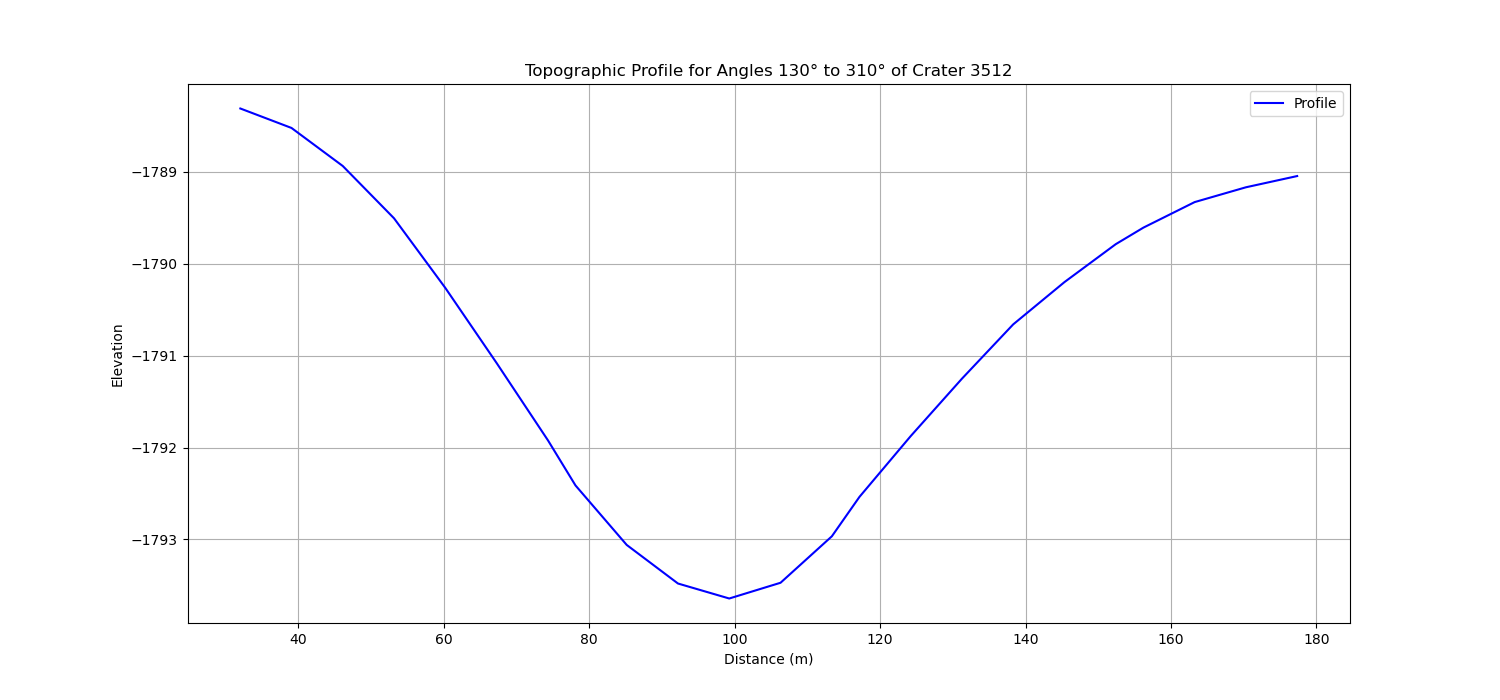 Topographic Profile for Angles 130° to 310° of Crater 3512
Profile
Elevation
−1789
−1790
−1791
−1792
−1793
40 60 80 100 120 140 160 180
Distance (m)